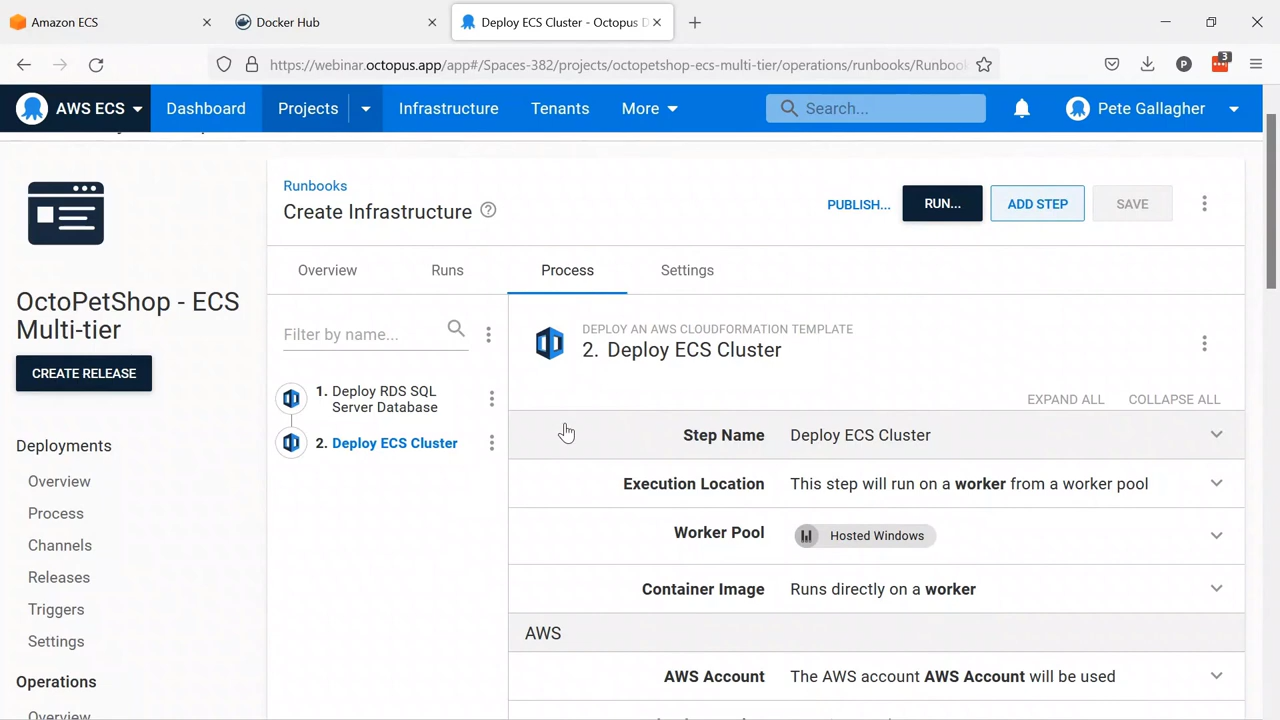 Amazon ECS
Docker Hub
Deploy ECS Cluster - Octopus D
https://webinar.octopus.app/app#/Spaces-382/projects/octopetshop-ecs-multi-tier/operations/runbooks/Runboo
P
3
AWS ECS
Dashboard
Projects
Infrastructure
Tenants
More
Search...
Pete Gallagher
Runbooks
Create Infrastructure
PUBLISH...
RUN...
ADD STEP
SAVE
Overview
Runs
Process
Settings
OctoPetShop - ECS
Multi-tier
CREATE RELEASE
Deployments
Overview
Process
Channels
Releases
Triggers
Settings
Operations
Overview
Filter by name...
1. Deploy RDS SQL
Server Database
2. Deploy ECS Cluster
DEPLOY AN AWS CLOUDFORMATION TEMPLATE
2. Deploy ECS Cluster
EXPAND ALL
COLLAPSE ALL
Step Name
Deploy ECS Cluster
Execution Location
This step will run on a worker from a worker pool
Worker Pool
Hosted Windows
Container Image
Runs directly on a worker
AWS
AWS Account
The AWS account AWS Account will be used